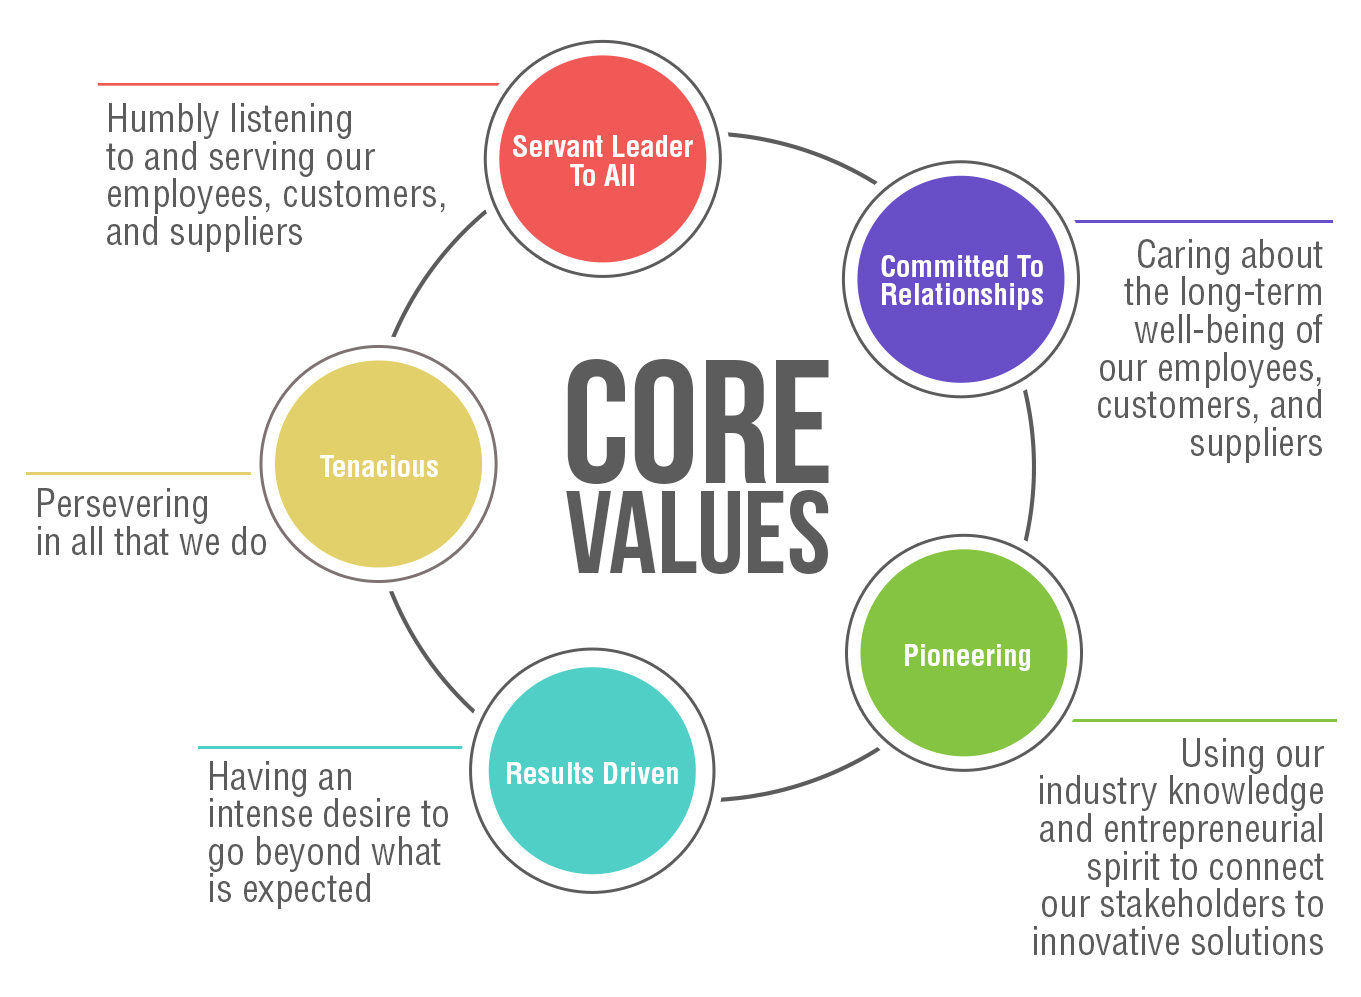 Servant Leader
To All
Humbly listening
to and serving our
employees, customers,
and suppliers
Committed To
Relationships
Caring about
the long-term
well-being of
our employees,
customers, and
suppliers
CORE
VALUES
Tenacious
Persevering
in all that we do
Pioneering
Using our
industry knowledge
and entrepreneurial
spirit to connect
our stakeholders to
innovative solutions
Results Driven
Having an
intense desire to
go beyond what
is expected